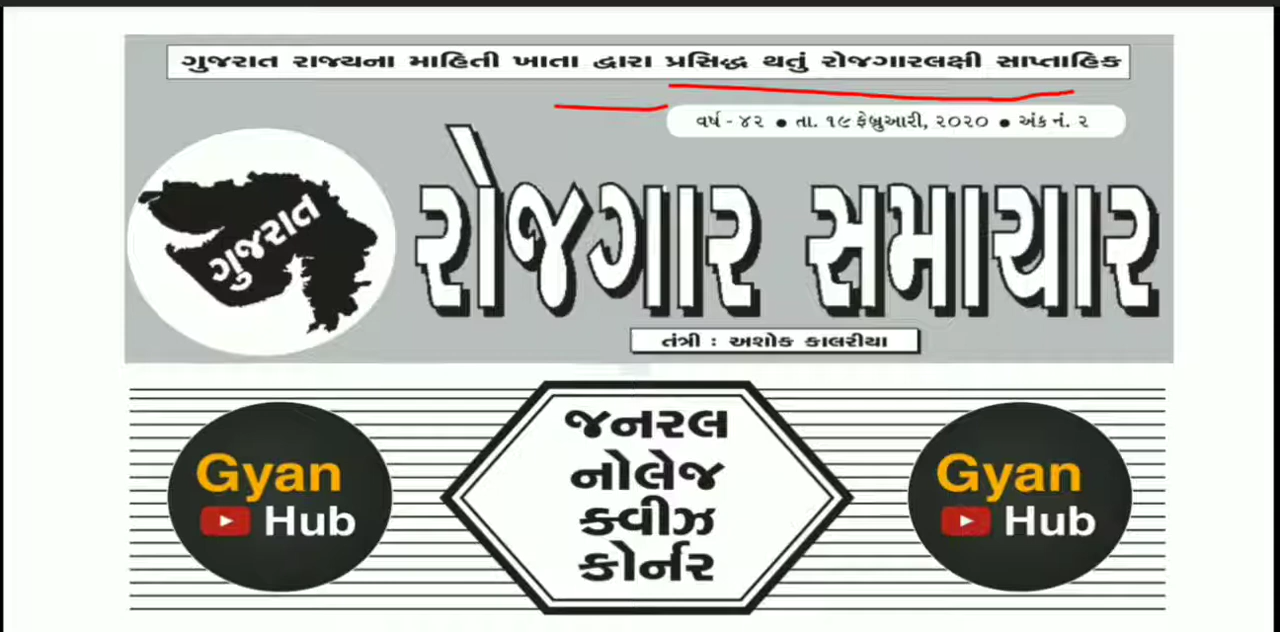 ગુજરાત રાજ્યના માહિતી ખાતા દ્વારા પ્રસિદ્ધ થતું રોજગારલક્ષી સાપ્તાહિક
વર્ષ - ૪૨ ● તા. ૧૯ ફેબ્રુઆરી, ૨૦૨૦ ● અંક નં. ૨
ગુજરાત
રોજગાર સમાચાર
તંત્રી : અશોક કાલરીયા
જનરલ
નોલેજ
ક્વીઝ
કોર્નર
Gyan
Hub
Gyan
Hub